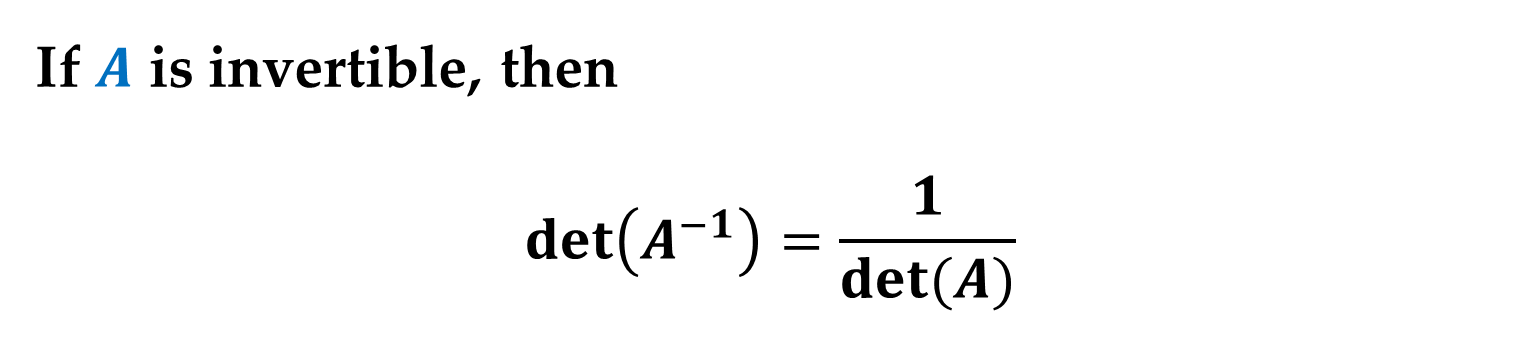 If A is invertible, then
det(A⁻¹) = 1/det(A)